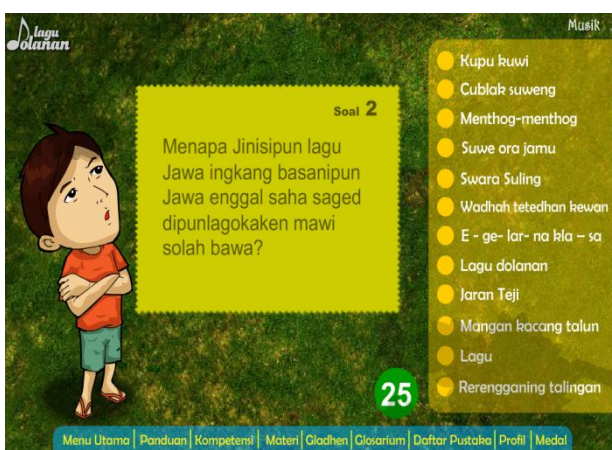 lagu
Dolanan
Musik
Soal 2
Menapa Jinisipun lagu
Jawa ingkang basanipun
Jawa enggal saha saged
dipunlagokaken mawi
solah bawa?
Kupu kuwi
Cublak suweng
Menthog-menthog
Suwe ora jamu
Swara Suling
Wadhah tetedhan kewan
E - ge- lar- na kla – sa
Lagu dolanan
Jaran Teji
Mangan kacang talun
Lagu
Rerengganing talingan
25
Menu Utama | Panduan | Kompetensi | Materi | Gladhen | Glosarium | Daftar Pustaka | Profil | Medal